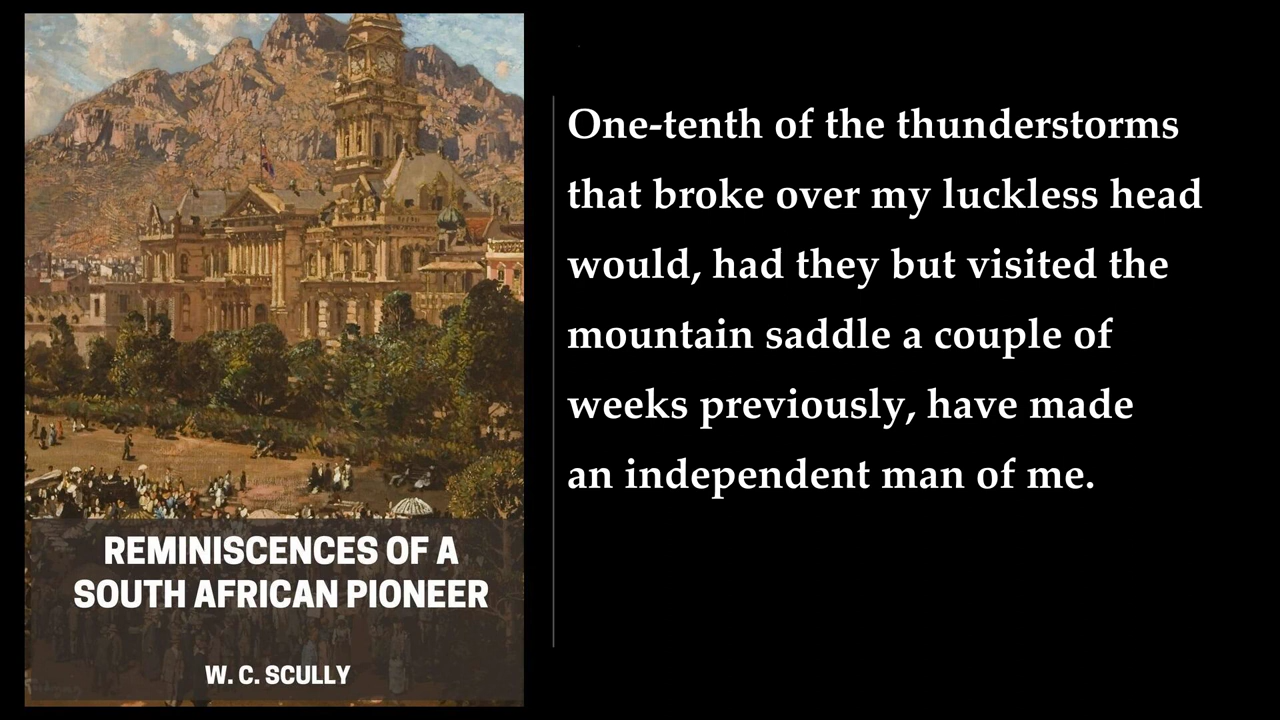 One-tenth of the thunderstorms
that broke over my luckless head
would, had they but visited the
mountain saddle a couple of
weeks previously, have made
an independent man of me.
REMINISCENCES OF A
SOUTH AFRICAN PIONEER
W. C. SCULLY